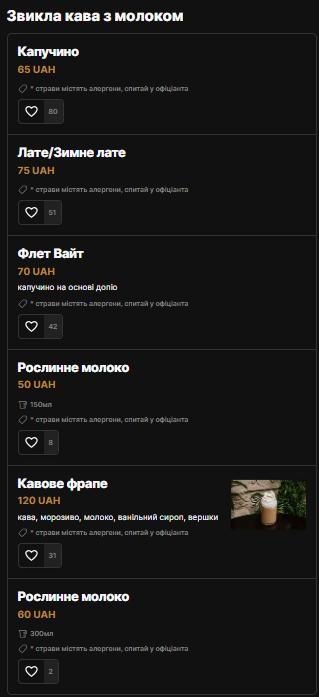 Звикла кава з молоком
Капучино
65 UAH
* страви містять алергени, спитай у офіціанта
80
Лате/Зимне лате
75 UAH
* страви містять алергени, спитай у офіціанта
51
Флет Вайт
70 UAH
капучино на основі допіо
* страви містять алергени, спитай у офіціанта
42
Рослинне молоко
50 UAH
150мл
* страви містять алергени, спитай у офіціанта
8
Кавове фрапе
120 UAH
кава, морозиво, молоко, ванільний сироп, вершки
* страви містять алергени, спитай у офіціанта
31
Рослинне молоко
60 UAH
300мл
* страви містять алергени, спитай у офіціанта
2